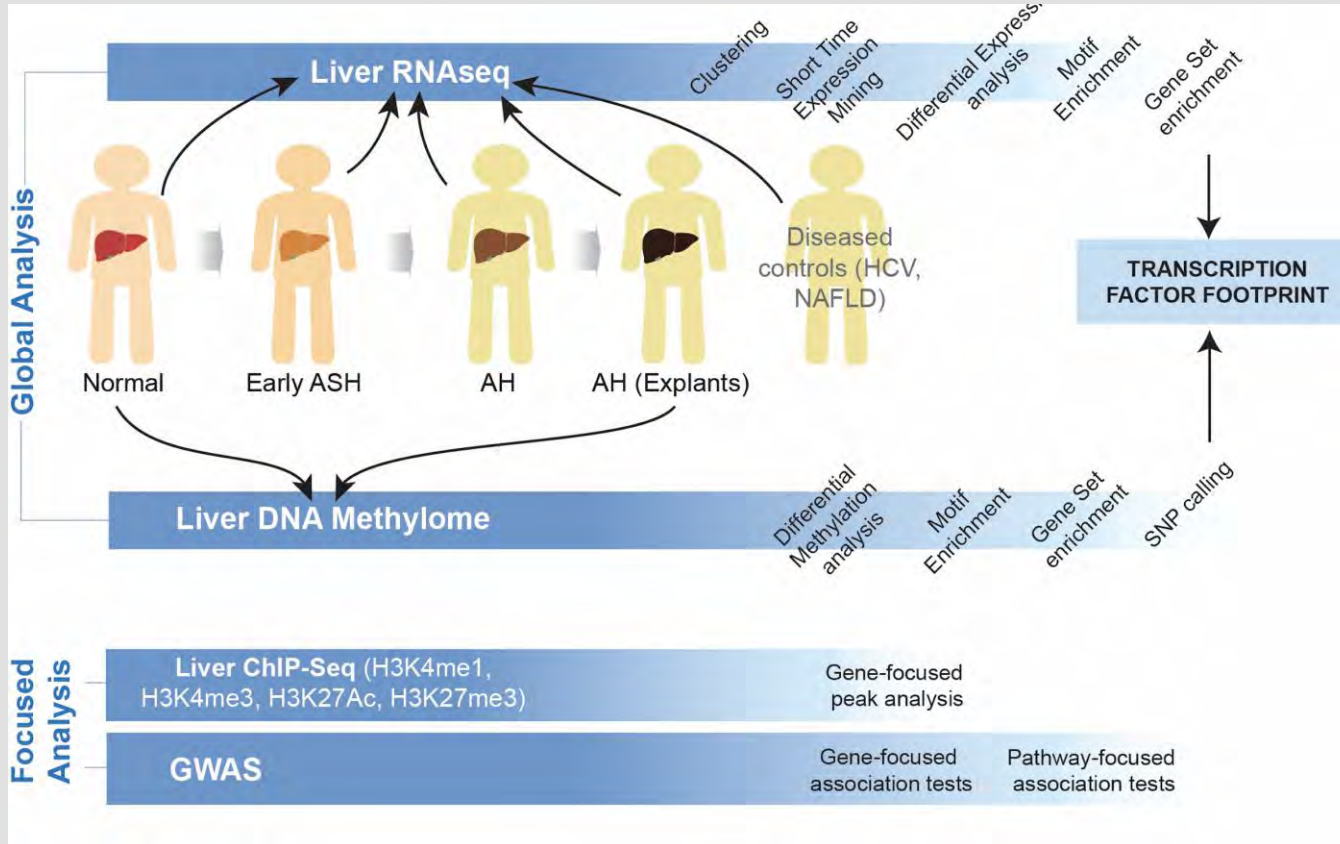 Liver RNAseq
Clustering
Short Time
Expression
Mining
Differential
analysis
Motif
Enrichment
Gene Set
enrichment
Global Analysis
Diseased
controls (HCV,
NAFLD)
TRANSCRIPTION
FACTOR FOOTPRINT
Normal
Early ASH
AH
AH (Explants)
Liver DNA Methylome
Differential
Methylation
analysis
Motif
Enrichment
Gene Set
enrichment
SNP calling
Focused
Analysis
Liver ChIP-Seq (H3K4me1,
H3K4me3, H3K27Ac, H3K27me3)
Gene-focused
peak analysis
GWAS
Gene-focused
association tests
Pathway-focused
association tests